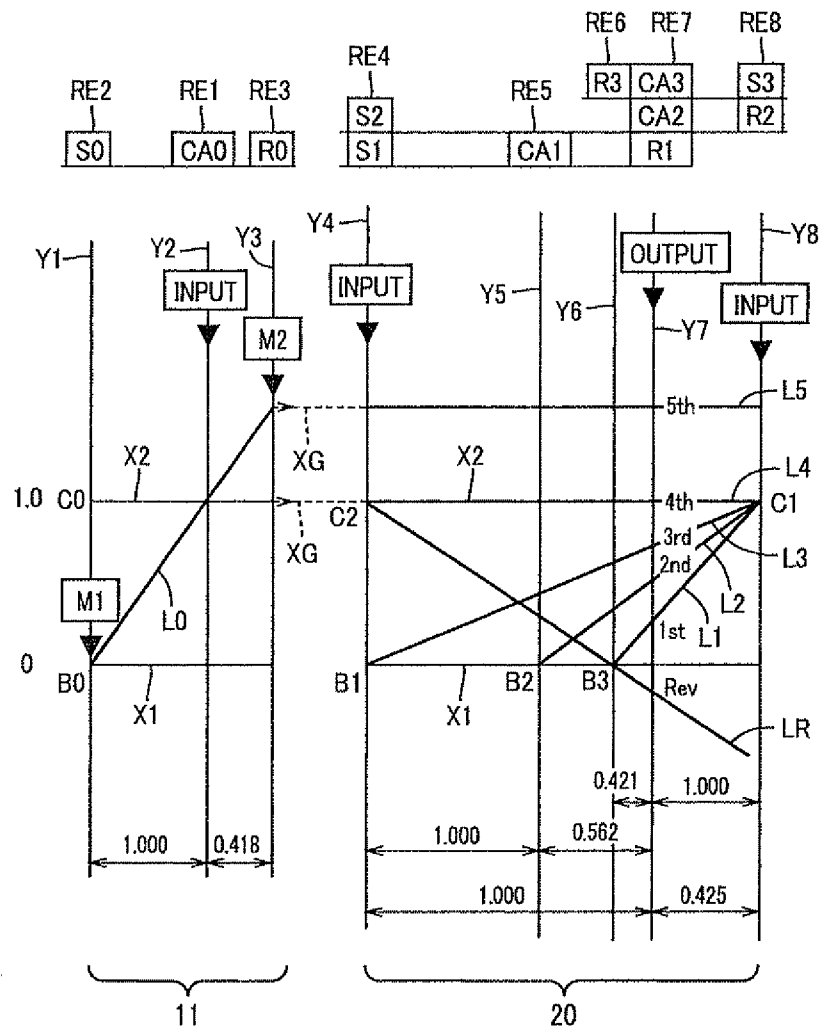 RE6 RE7 RE8
RE4
R3 CA3 S3
RE2 RE1 RE3 RE5
S2 CA2 R2
S0 CA0 R0 S1 CA1 R1
Y4 Y8
Y1 Y2 Y3
OUTPUT
INPUT INPUT Y5 Y6 INPUT
M2 Y7
5th L5
XG
X2 X2 L4
1.0 C0 C2 4th C1
XG 3rd L3
2nd
M1 L0 L2
1st L1
0 B0 B1 B2 B3
X1 X1 Rev
LR
0.421 1.000
1.000 0.418 1.000 0.562
1.000 0.425
11 20